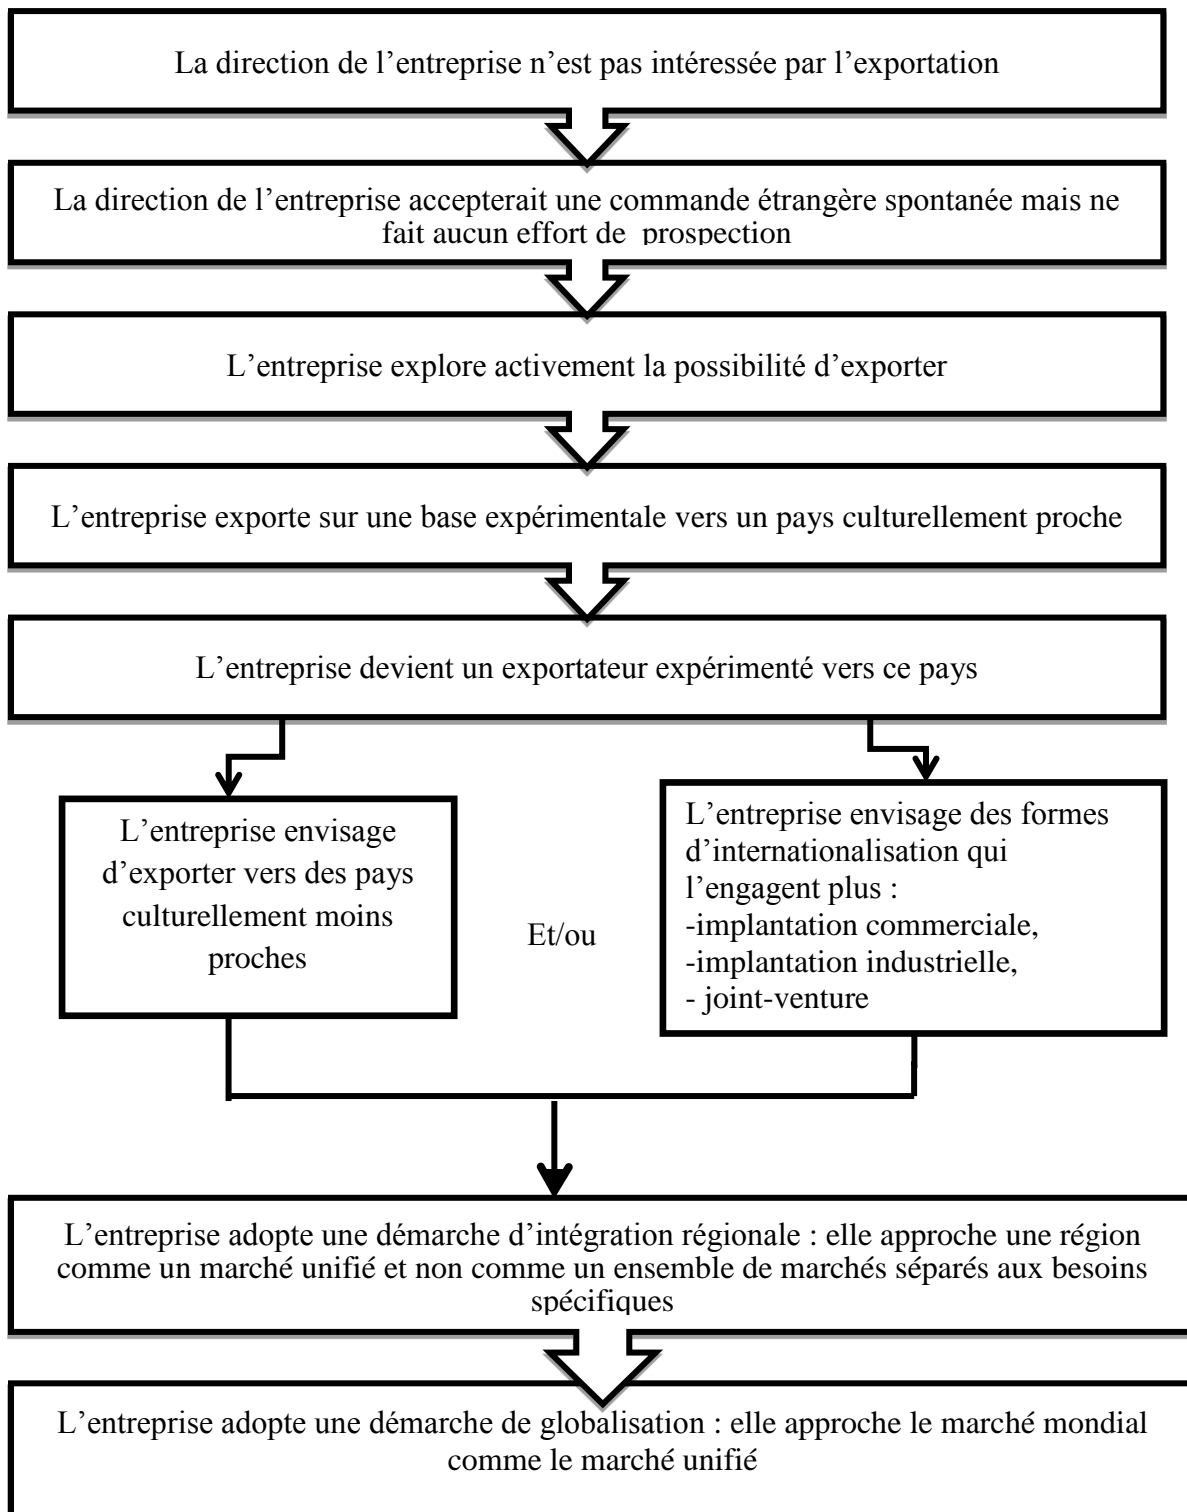 La direction de l’entreprise n’est pas intéressée par l’exportation
La direction de l’entreprise accepterait une commande étrangère spontanée mais ne
fait aucun effort de prospection
L’entreprise explore activement la possibilité d’exporter
L’entreprise exporte sur une base expérimentale vers un pays culturellement proche
L’entreprise devient un exportateur expérimenté vers ce pays
L’entreprise envisage
d’exporter vers des pays
culturellement moins
proches
Et/ou
L’entreprise envisage des formes
d’internationalisation qui
l’engagent plus :
-implantation commerciale,
-implantation industrielle,
- joint-venture
L’entreprise adopte une démarche d’intégration régionale : elle approche une région
comme un marché unifié et non comme un ensemble de marchés séparés aux besoins
spécifiques
L’entreprise adopte une démarche de globalisation : elle approche le marché mondial
comme le marché unifié